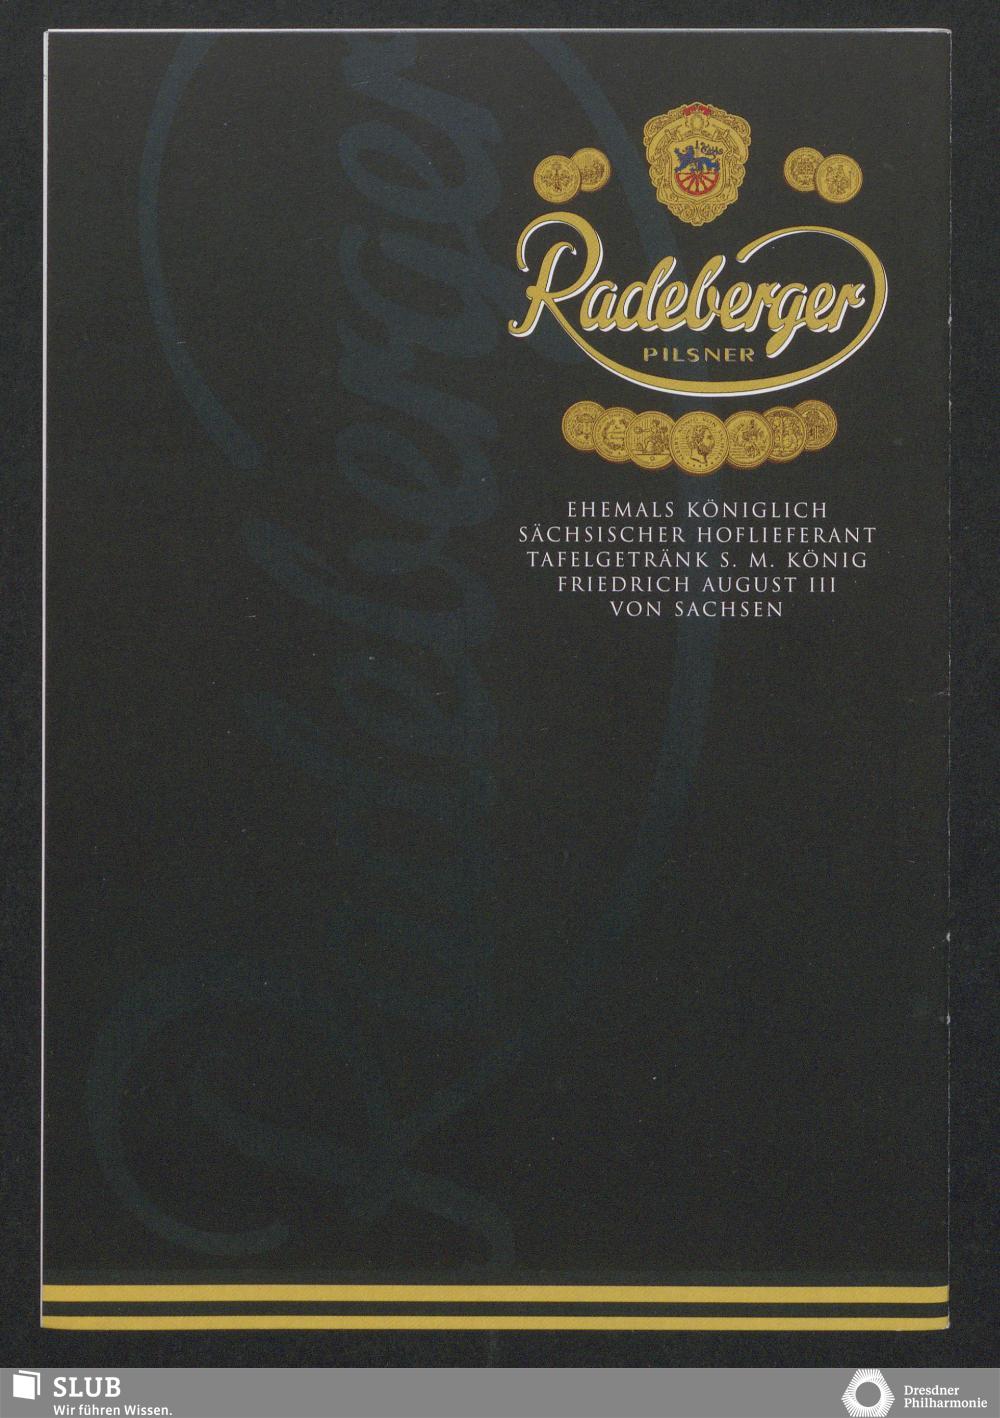 Radeberger
PILSNER
EHEMALS KÖNIGLICH
SÄCHSISCHER HOFLIEFERANT
TAFELGETRÄNK S. M. KÖNIG
FRIEDRICH AUGUST III
VON SACHSEN
Radeberger
SLUB
Wir führen Wissen.
Dresdner
Philharmonie